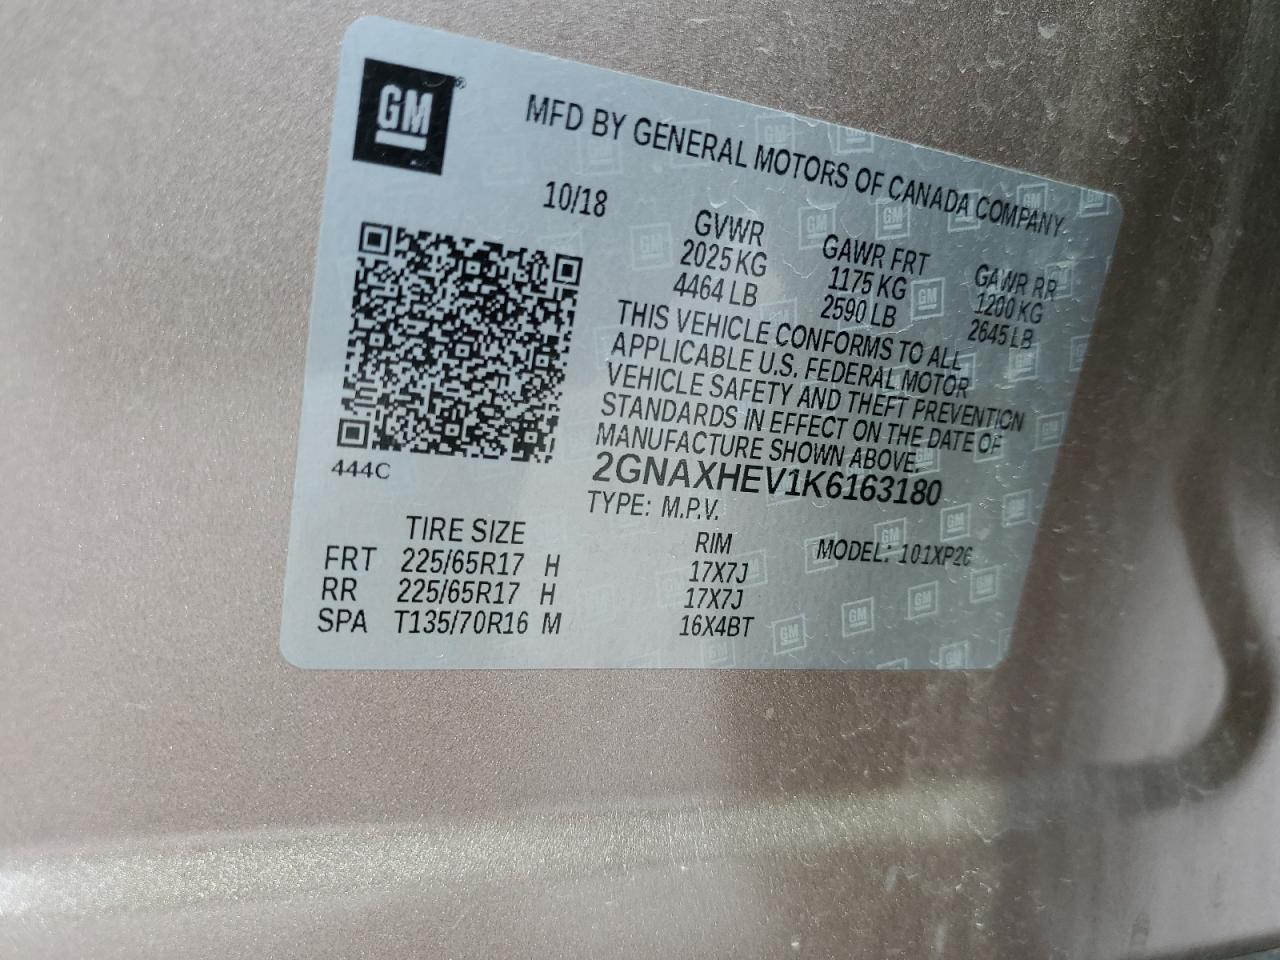 GM
MFD BY GENERAL MOTORS OF CANADA COMPANY
10/18
GVWR GAWR FRT GAWR RR
2025 KG 1175 KG 1200 KG
4464 LB 2590 LB 2645 LB
THIS VEHICLE CONFORMS TO ALL
APPLICABLE U.S. FEDERAL MOTOR
VEHICLE SAFETY AND THEFT PREVENTION
STANDARDS IN EFFECT ON THE DATE OF
MANUFACTURE SHOWN ABOVE.
444C
2GNAXHEV1K6163180
TYPE: M.P.V.
TIRE SIZE RIM MODEL: 101XP26
FRT 225/65R17 H 17X7J
RR 225/65R17 H 17X7J
SPA T135/70R16 M 16X4BT